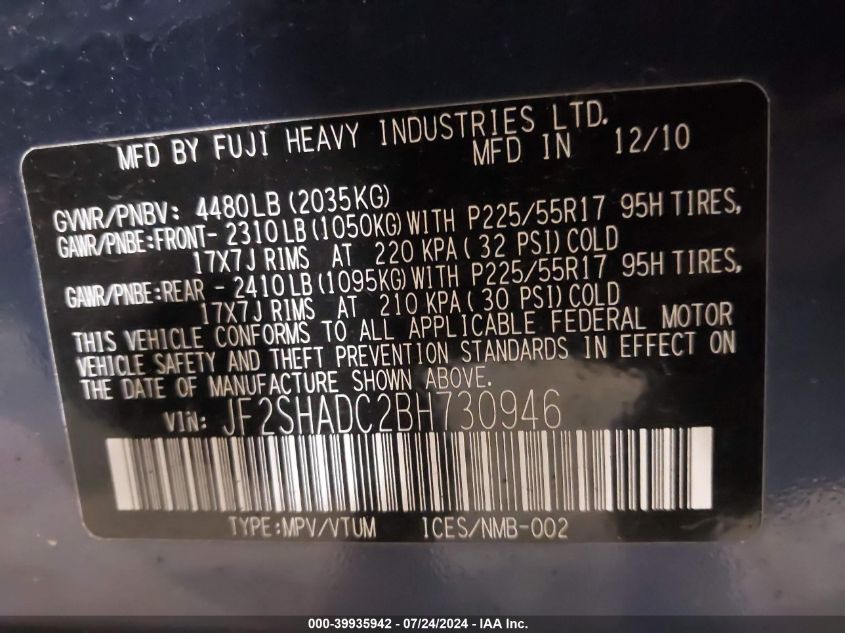 MFD BY FUJI HEAVY INDUSTRIES LTD.
MFD IN 12/10
GVWR/PNBV: 4480LB (2035KG)
GAWR/PNBE:FRONT- 2310LB (1050KG) WITH P225/55R17 95H TIRES,
17X7J RIMS AT 220 KPA ( 32 PSI) COLD
GAWR/PNBE:REAR - 2410LB (1095KG) WITH P225/55R17 95H TIRES,
17X7J RIMS AT 210 KPA ( 30 PSI) COLD
THIS VEHICLE CONFORMS TO ALL APPLICABLE FEDERAL MOTOR
VEHICLE SAFETY AND THEFT PREVENTION STANDARDS IN EFFECT ON
THE DATE OF MANUFACTURE SHOWN ABOVE.
VIN: JF2SHADC2BH730946
TYPE:MPV/VTUM ICES/NMB-002
000-39935942 - 07/24/2024 - IAA Inc.